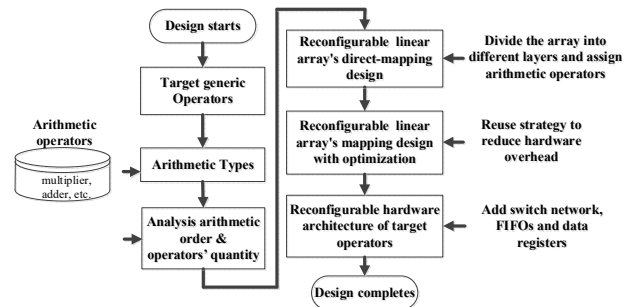 Design starts
Target generic
Operators
Arithmetic
operators
multiplier,
adder, etc.
Arithmetic Types
Analysis arithmetic
order &
operators' quantity
Reconfigurable linear
array's direct-mapping
design
Divide the array into
different layers and assign
arithmetic operators
Reconfigurable linear
array's mapping design
with optimization
Reuse strategy to
reduce hardware
overhead
Reconfigurable hardware
architecture of target
operators
Add switch network,
FIFOs and data
registers
Design completes